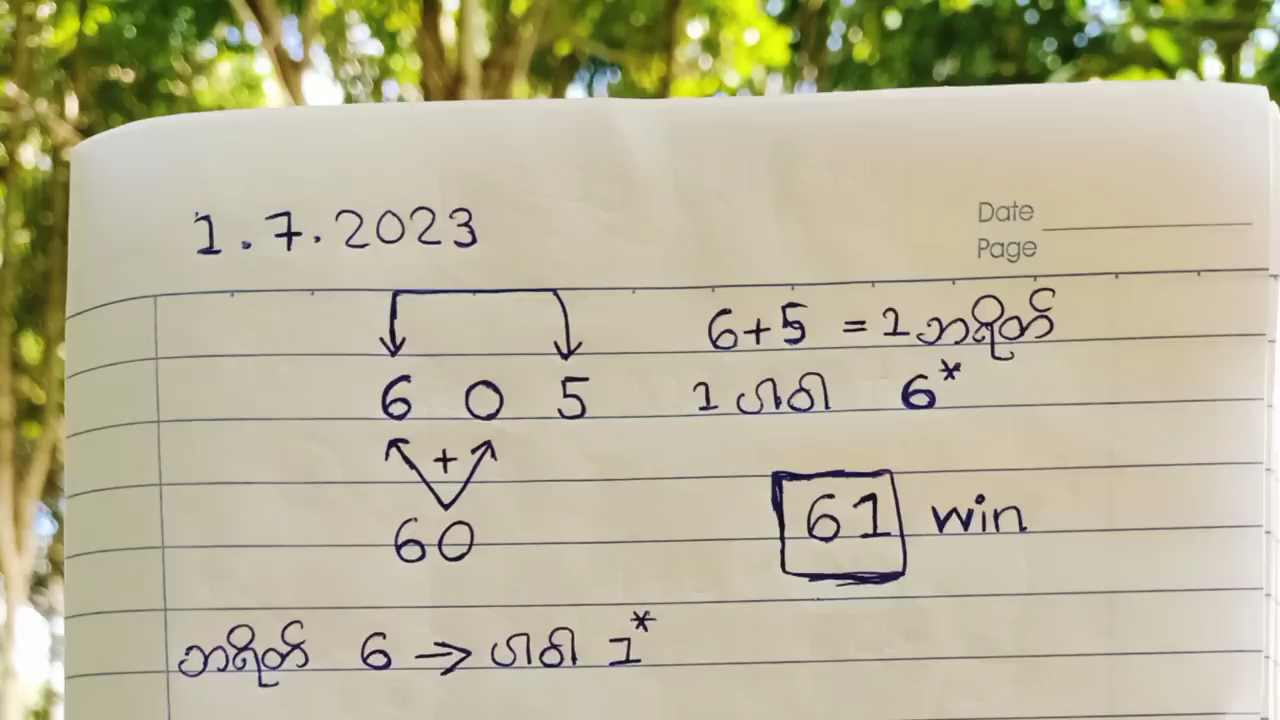 1.7.2023
Date
Page
6+5 = 1 ဘရိတ်
6 0 5
1 ပါဝါ 6*
+
60
61 win
ဘရိတ် 6 → ပါဝါ 1*